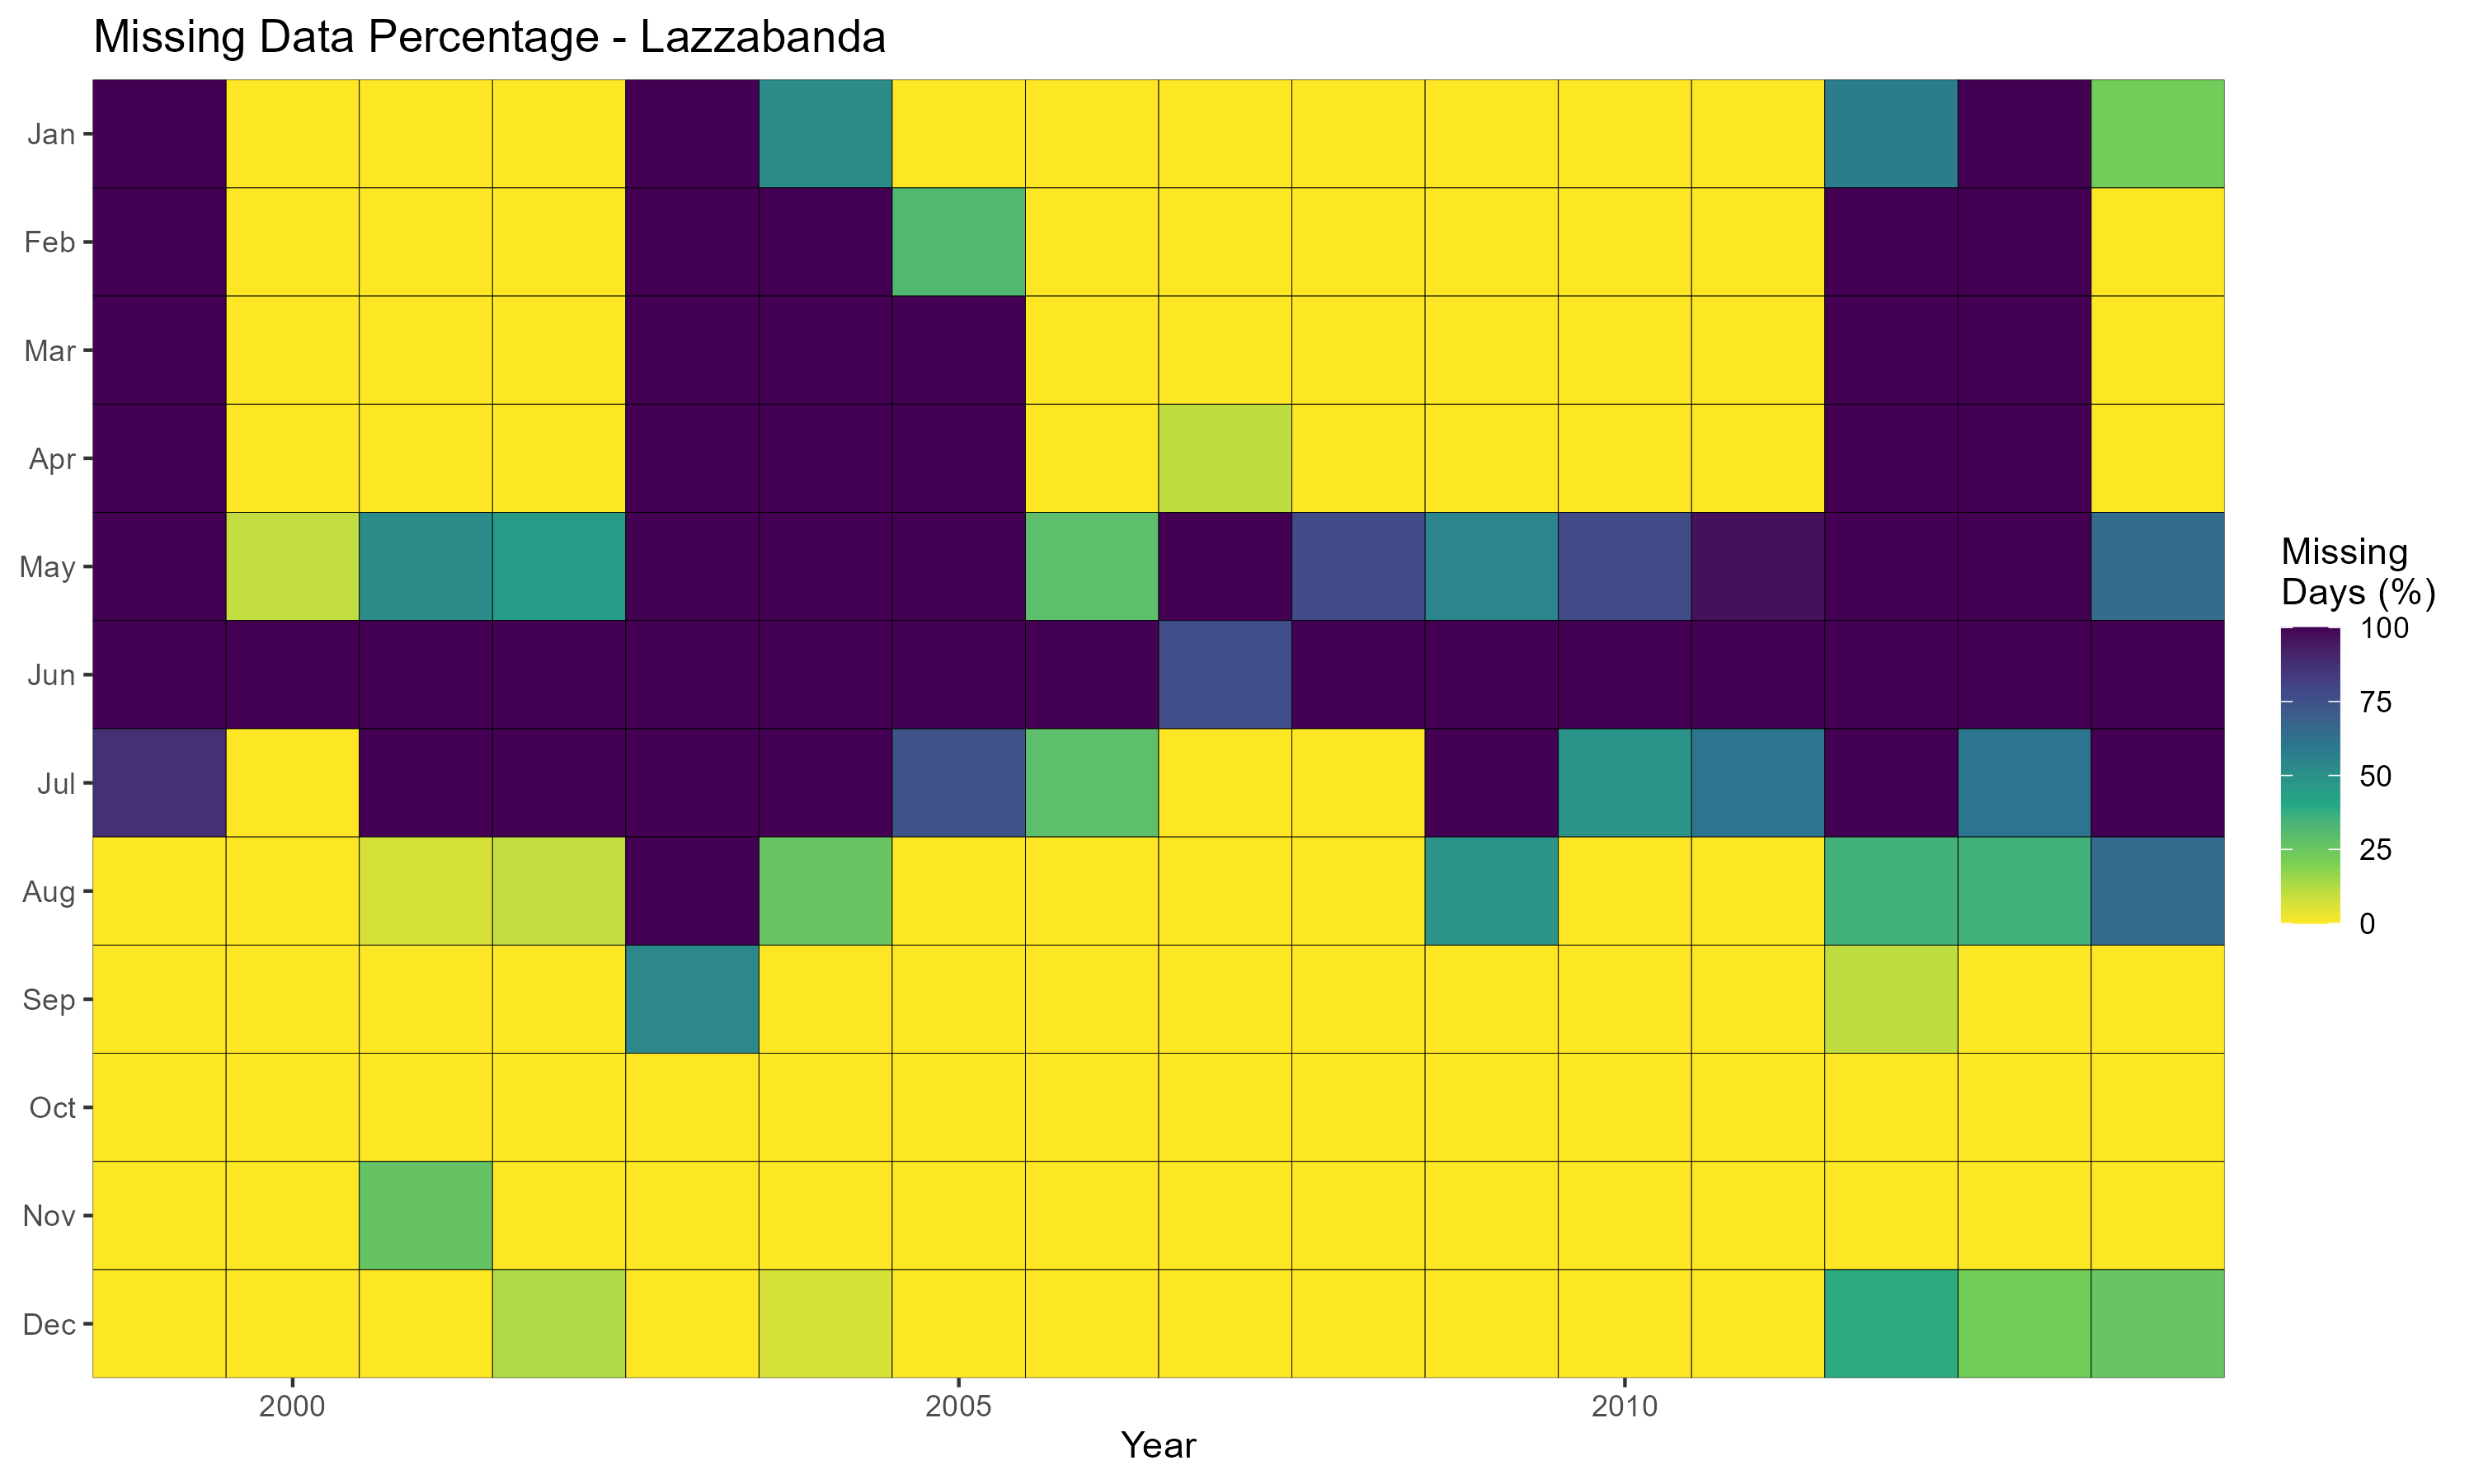 Missing Data Percentage - Lazzabanda
Jan
Feb
Mar
Apr
May
Jun
Jul
Aug
Sep
Oct
Nov
Dec
2000
2005
2010
Year
Missing
Days (%)
100
75
50
25
0